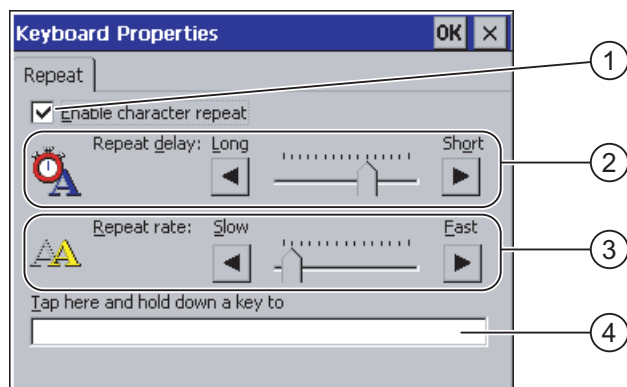 Keyboard Properties OK ×
Repeat
1
Enable character repeat
Repeat delay: Long Short
2
A
Repeat rate: Slow Fast
3
AA
Tap here and hold down a key to
4